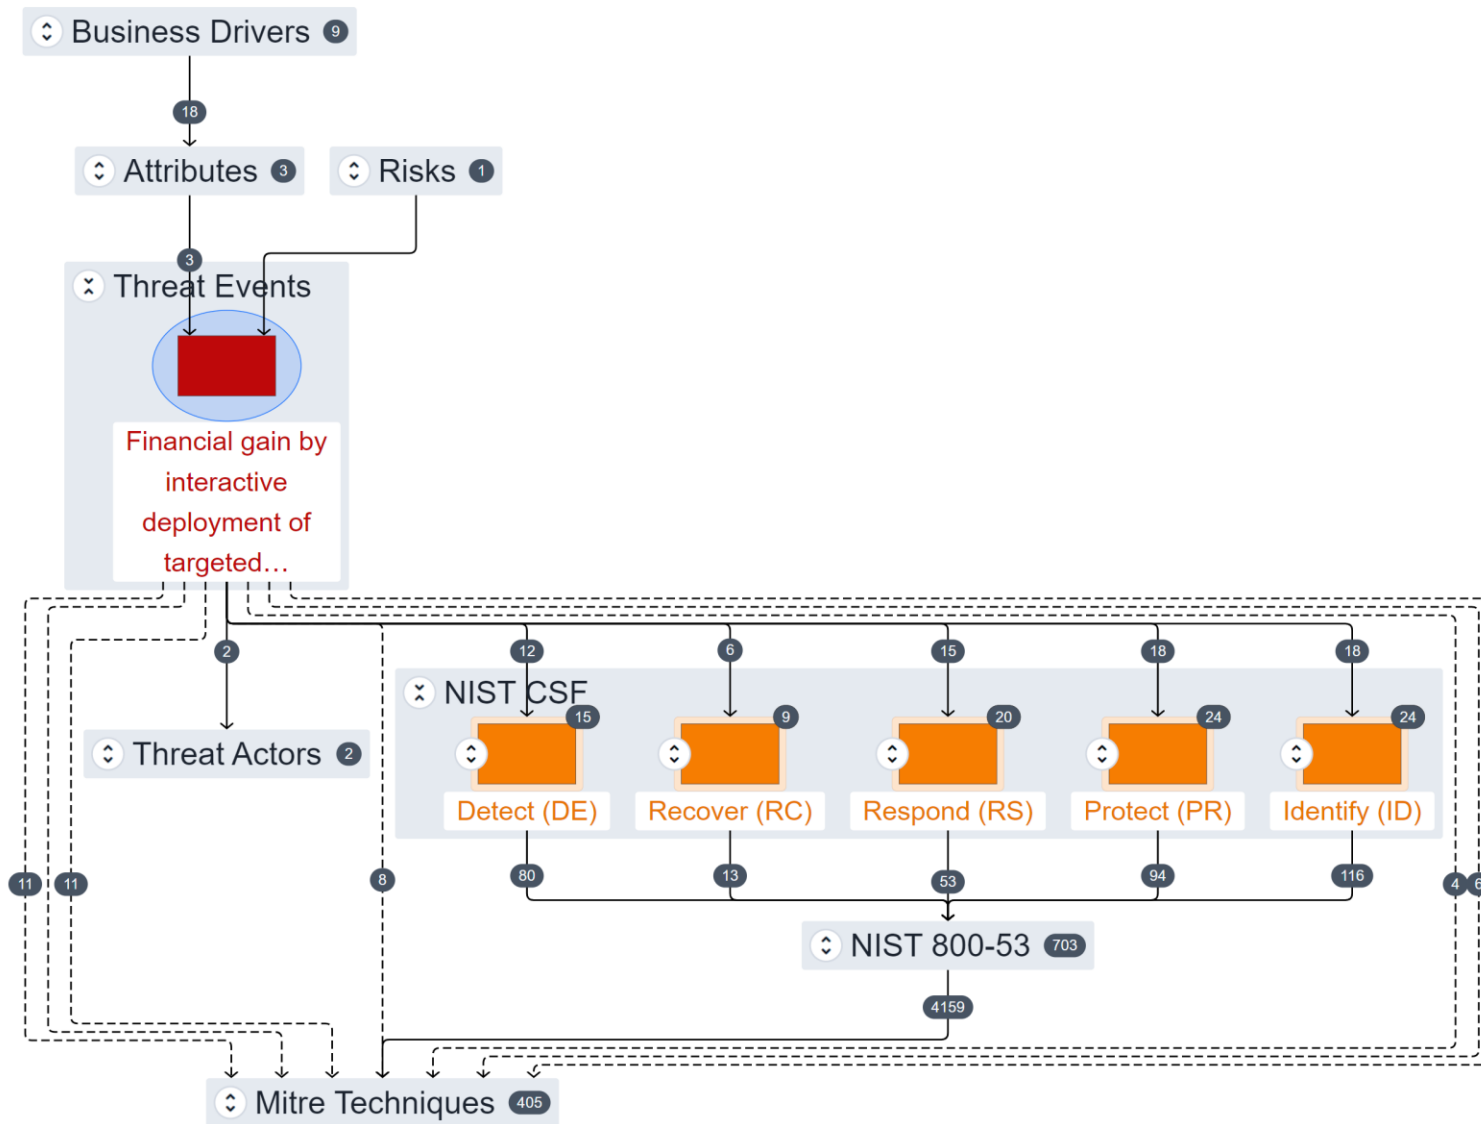 Business Drivers 9
18
Attributes 3
Risks 1
3
Threat Events
Financial gain by
interactive
deployment of
targeted…
2
12
6
15
18
18
NIST CSF
15
9
20
24
24
Threat Actors 2
Detect (DE)
Recover (RC)
Respond (RS)
Protect (PR)
Identify (ID)
11
11
8
80
13
53
94
116
4
6
NIST 800-53 703
4159
Mitre Techniques 405